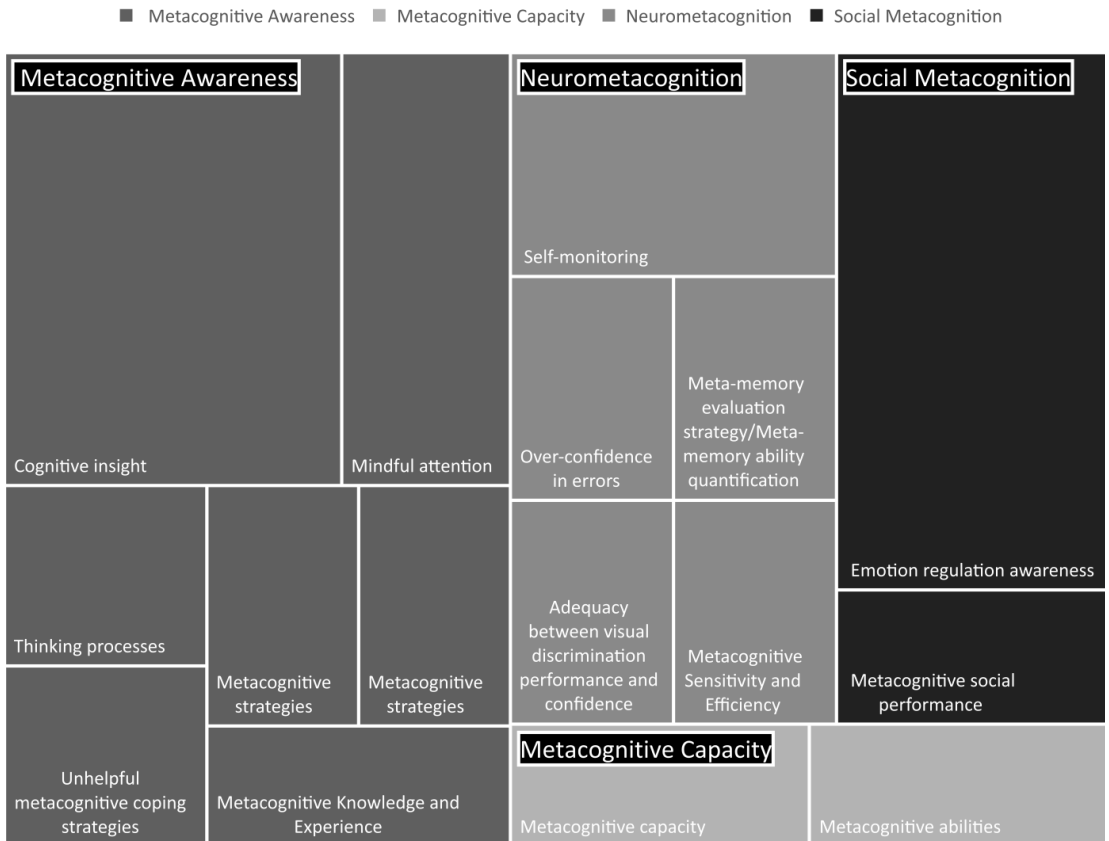 Metacognitive Awareness Metacognitive Capacity Neurometacognition Social Metacognition
Metacognitive Awareness
Cognitive insight
Mindful attention
Thinking processes
Metacognitive
strategies
Metacognitive
strategies
Unhelpful
metacognitive coping
strategies
Metacognitive Knowledge and
Experience
Neurometacognition
Self-monitoring
Over-confidence
in errors
Meta-memory
evaluation
strategy/Meta-
memory ability
quantification
Adequacy
between visual
discrimination
performance and
confidence
Metacognitive
Sensitivity and
Efficiency
Social Metacognition
Emotion regulation awareness
Metacognitive social
performance
Metacognitive Capacity
Metacognitive capacity
Metacognitive abilities